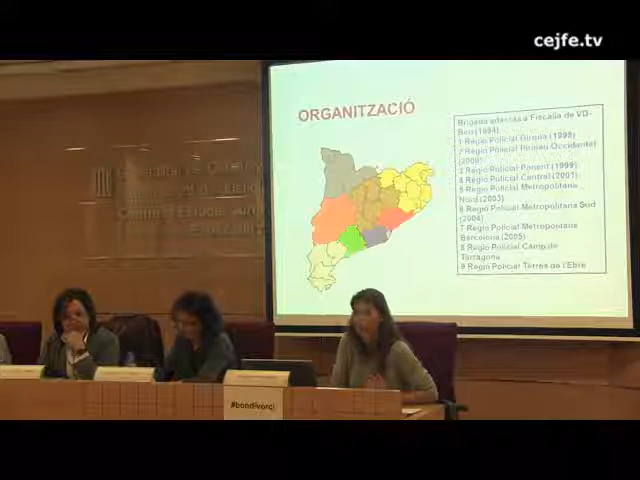 cejfe.tv
ORGANITZACIÓ
Brigada adscrita a Fiscalia de VD-
Bcn (1994)
1 Regió Policial Girona (1998)
2 Regió Policial Pirineu Occidental
(2000)
3 Regió Policial Ponent (1999)
4 Regió Policial Central (2001)
5 Regió Policial Metropolitana
Nord (2003)
6 Regió Policial Metropolitana Sud
(2004)
7 Regió Policial Metropolitana
Barcelona (2005)
8 Regió Policial Camp de
Tarragona
9 Regió Policial Terres de l'Ebre
#bondivorci